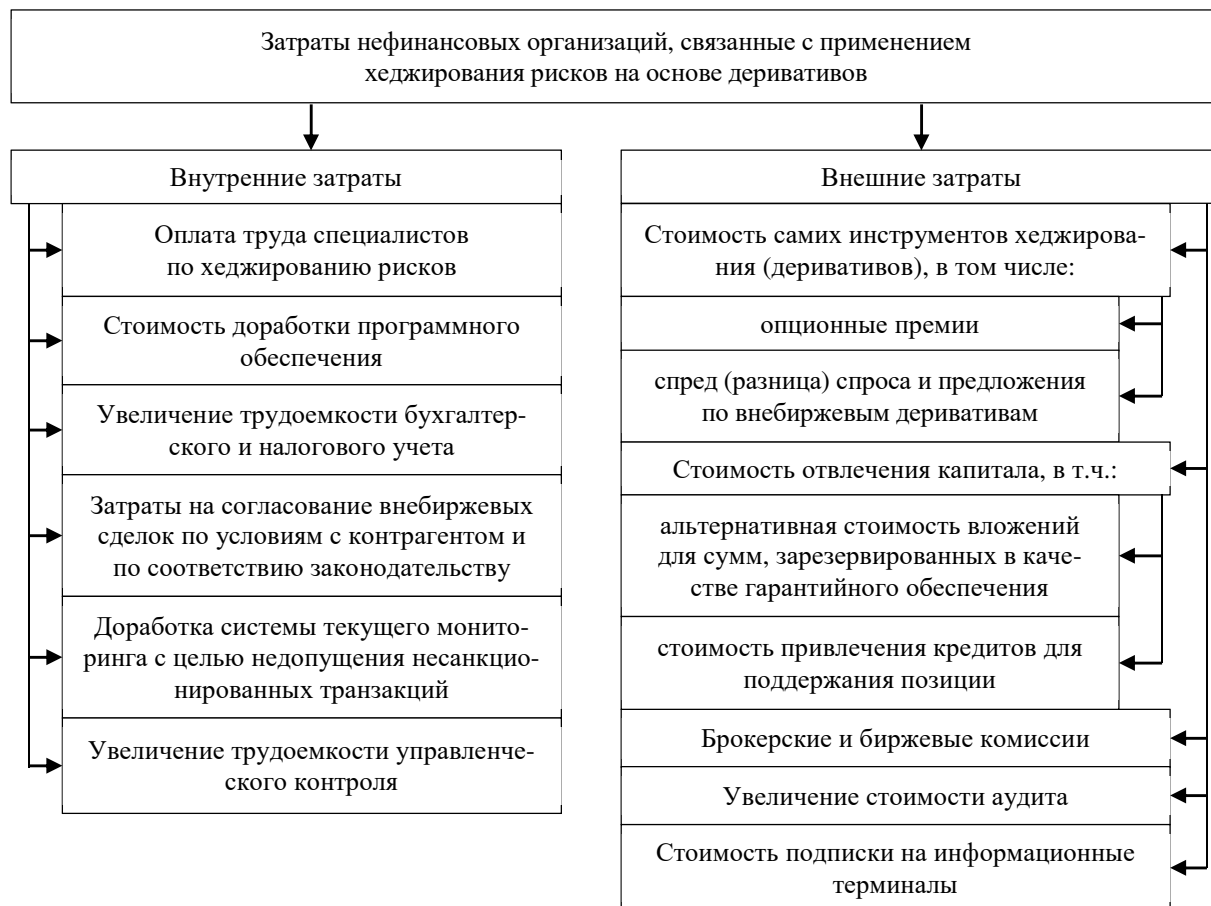 Затраты нефинансовых организаций, связанные с применением
хеджирования рисков на основе деривативов
Внутренние затраты
Оплата труда специалистов
по хеджированию рисков
Стоимость доработки программного
обеспечения
Увеличение трудоемкости бухгалтер-
ского и налогового учета
Затраты на согласование внебиржевых
сделок по условиям с контрагентом и
по соответствию законодательству
Доработка системы текущего монито-
ринга с целью недопущения несанкцио-
нированных транзакций
Увеличение трудоемкости управленче-
ского контроля
Внешние затраты
Стоимость самих инструментов хеджирова-
ния (деривативов), в том числе:
опционные премии
спред (разница) спроса и предложения
по внебиржевым деривативам
Стоимость отвлечения капитала, в т.ч.:
альтернативная стоимость вложений
для сумм, зарезервированных в каче-
стве гарантийного обеспечения
стоимость привлечения кредитов для
поддержания позиции
Брокерские и биржевые комиссии
Увеличение стоимости аудита
Стоимость подписки на информационные
терминалы